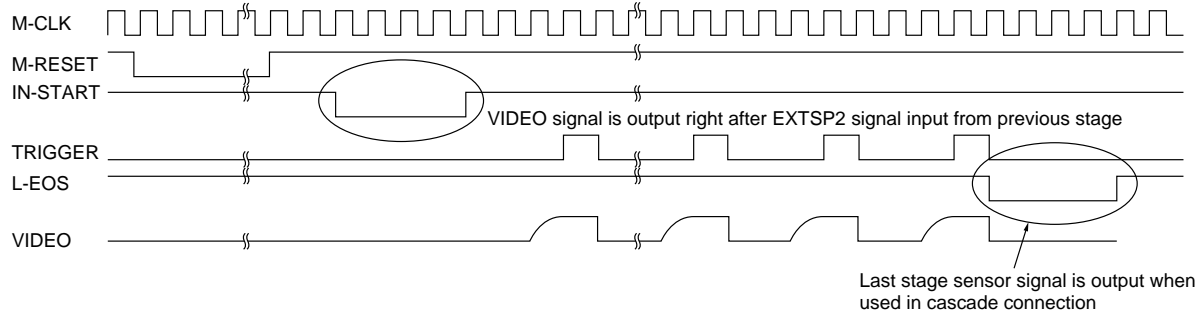 M-CLK
M-RESET
IN-START
VIDEO signal is output right after EXTSP2 signal input from previous stage
TRIGGER
L-EOS
VIDEO
Last stage sensor signal is output when
used in cascade connection